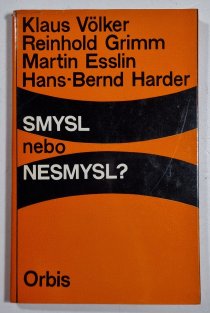 Klaus Völker
Reinhold Grimm
Martin Esslin
Hans-Bernd Harder
SMYSL
nebo
NESMYSL?
Orbis